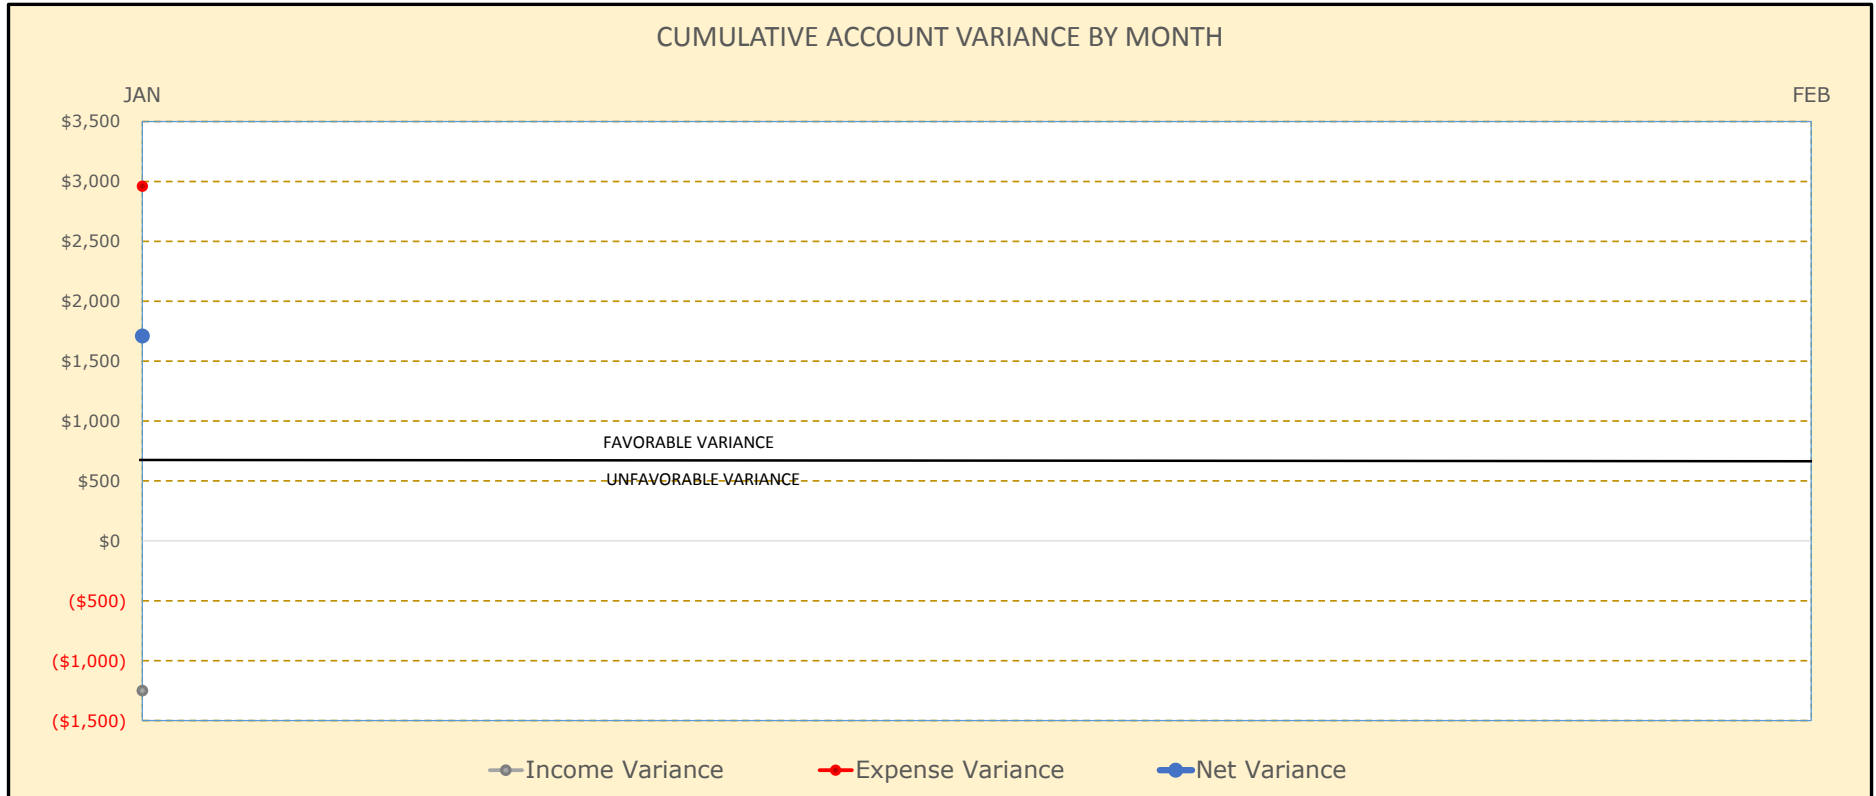 CUMULATIVE ACCOUNT VARIANCE BY MONTH
JAN FEB
$3,500
$3,000
$2,500
$2,000
$1,500
$1,000
FAVORABLE VARIANCE
$500
UNFAVORABLE VARIANCE
$0
($500)
($1,000)
($1,500)
Income Variance Expense Variance Net Variance